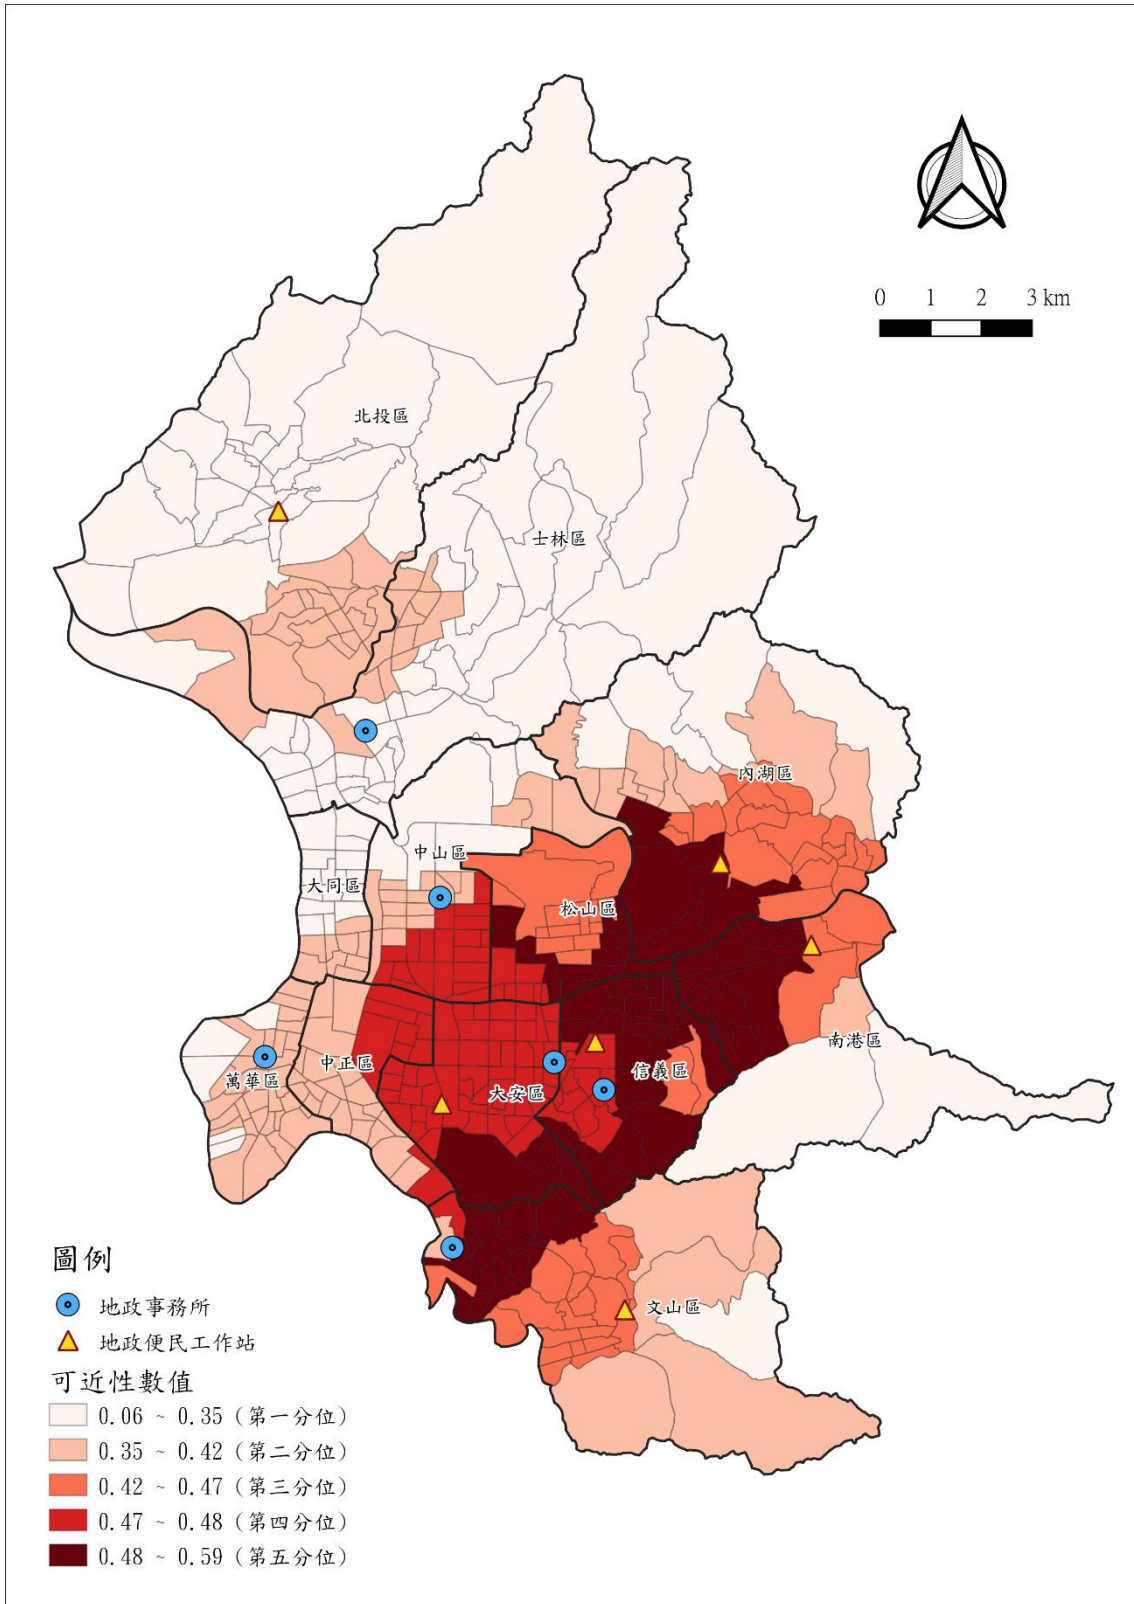 0 1 2 3 km
北投區
士林區
內湖區
中山區
大同區
松山區
南港區
中正區
萬華區
大安區
信義區
文山區
圖例
地政事務所
地政便民工作站
可近性數值
0.06 ~ 0.35 (第一分位)
0.35 ~ 0.42 (第二分位)
0.42 ~ 0.47 (第三分位)
0.47 ~ 0.48 (第四分位)
0.48 ~ 0.59 (第五分位)